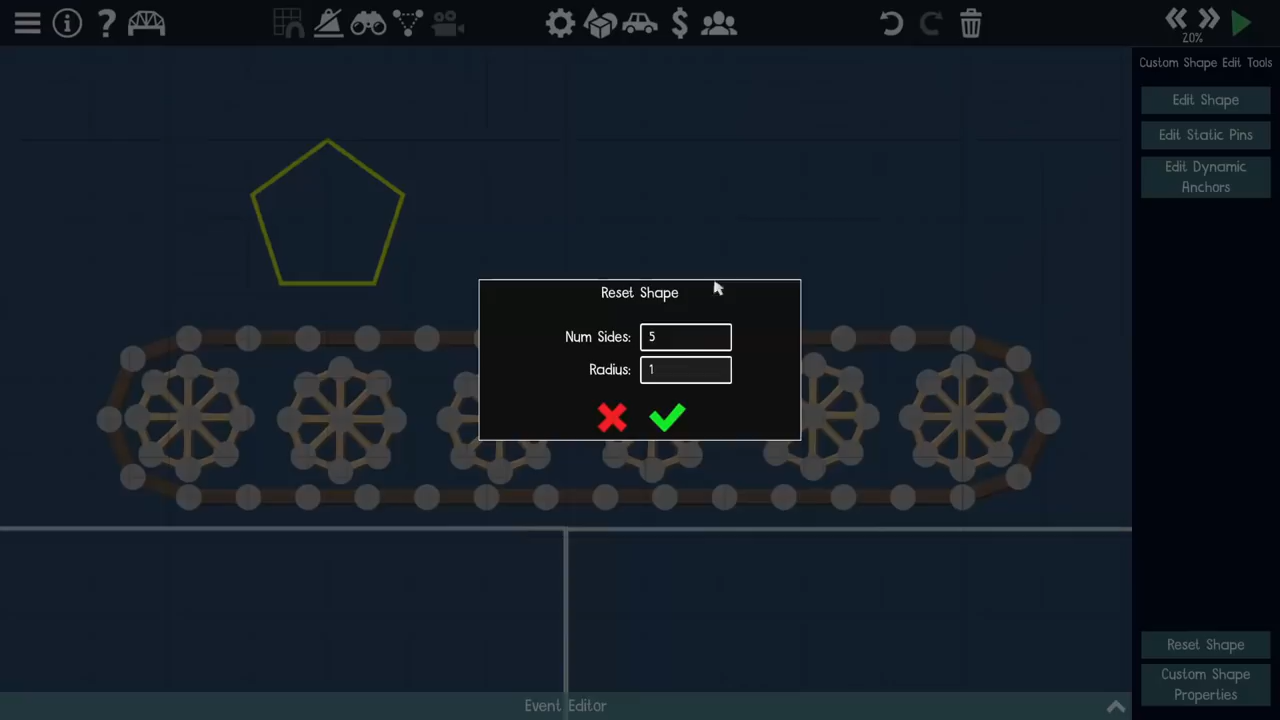 20%
Custom Shape Edit Tools
Edit Shape
Edit Static Pins
Edit Dynamic
Anchors
Reset Shape
Num Sides: 5
Radius: 1
Reset Shape
Custom Shape
Properties
Event Editor